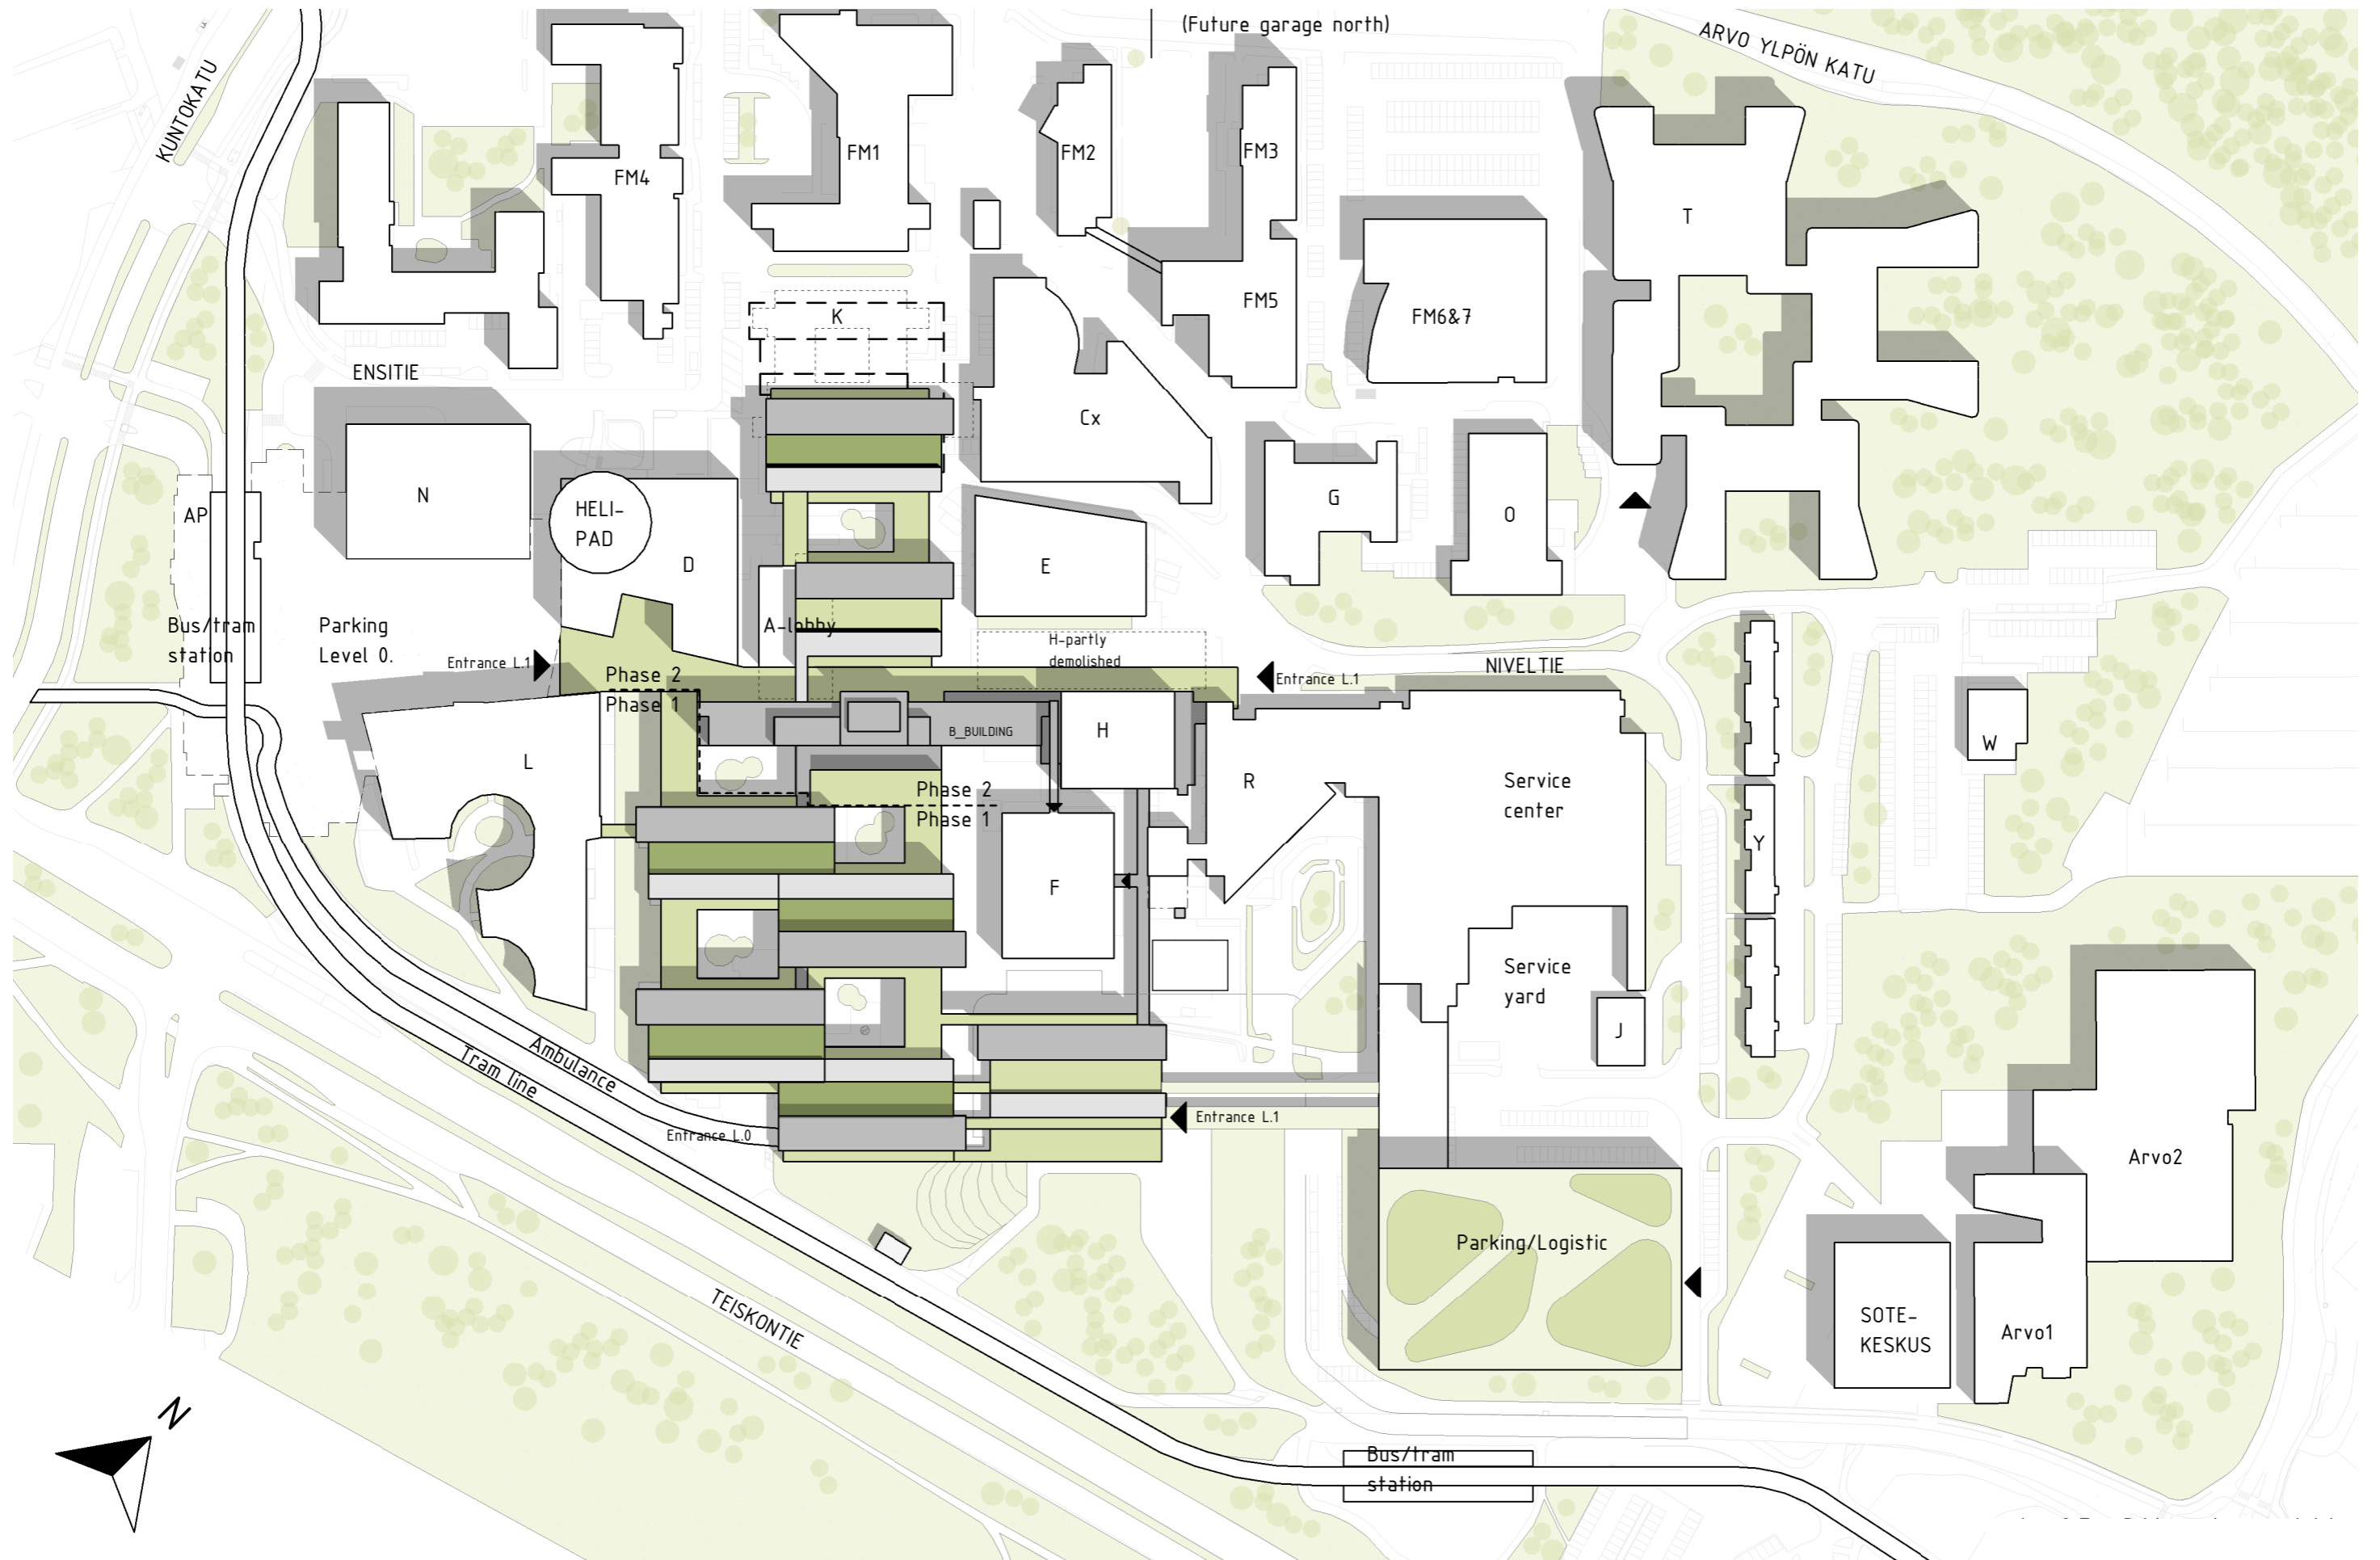 (Future garage north)
ARVO YLPÖN KATU
KUNTOKATU
FM4
FM1
FM2
FM3
T
K
FM5
FM6&7
ENSITIE
Cx
N
AP
HELI-
PAD
D
E
G
O
Bus/tram
station
Parking
Level 0.
A-lobby
H-partly
demolished
Entrance L.1
Phase 2
Phase 1
Entrance L.1
NIVELTIE
B_BUILDING
H
W
L
R
Service
center
Phase 2
Phase 1
Y
F
Service
yard
J
Ambulance
Tram line
Entrance L.0
Entrance L.1
Arvo2
Parking/Logistic
TEISKONTIE
SOTE-
KESKUS
Arvo1
N
Bus/tram
station